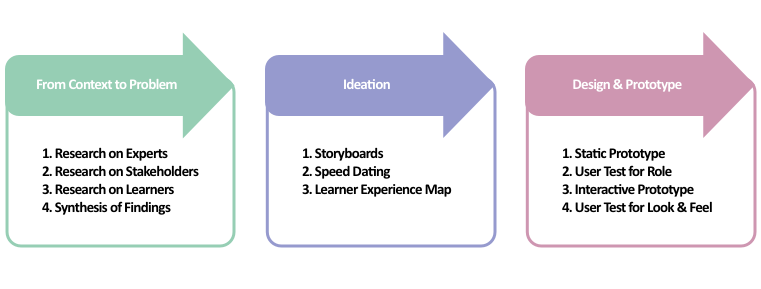 From Context to Problem
1. Research on Experts
2. Research on Stakeholders
3. Research on Learners
4. Synthesis of Findings
Ideation
1. Storyboards
2. Speed Dating
3. Learner Experience Map
Design & Prototype
1. Static Prototype
2. User Test for Role
3. Interactive Prototype
4. User Test for Look & Feel